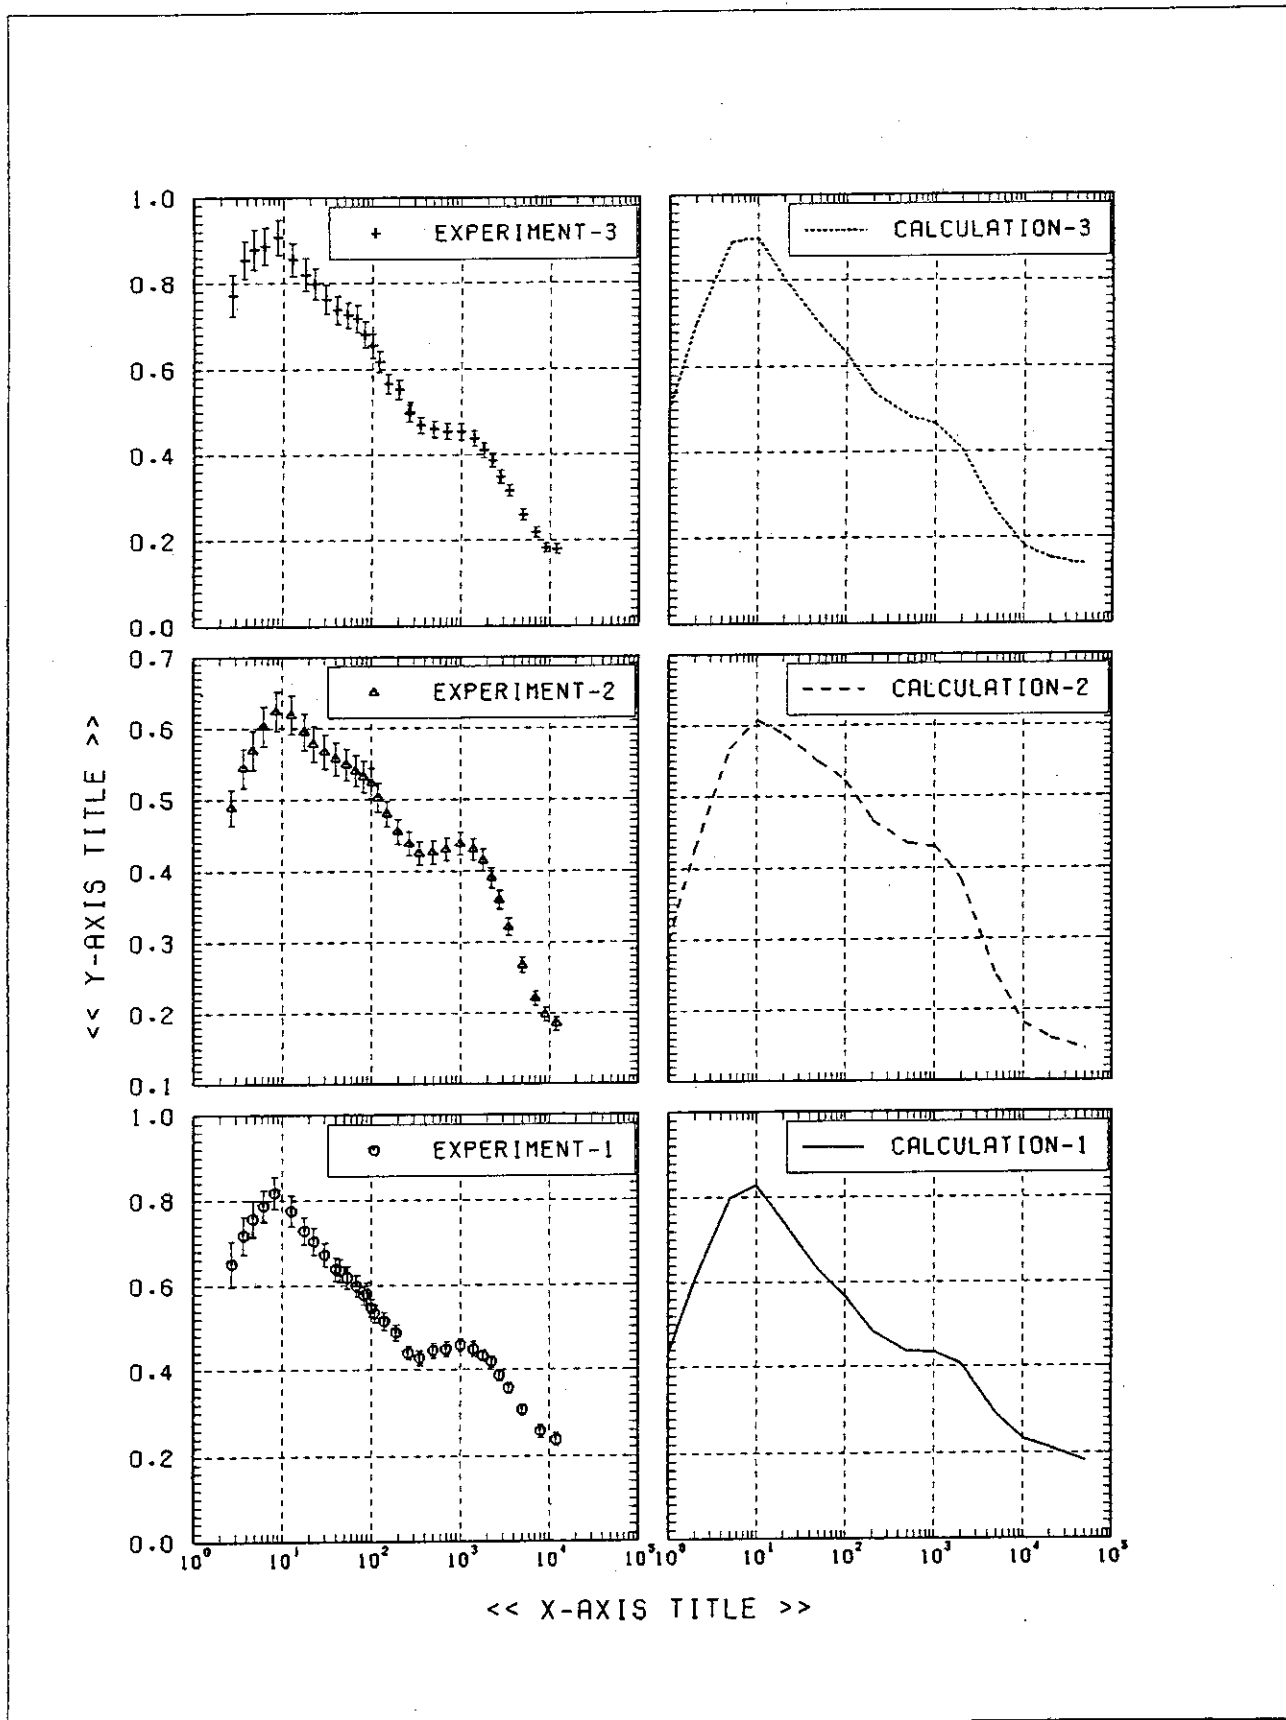 1.0
EXPERIMENT-3
CALCULATION-3
0.8
0.6
0.4
0.2
0.0
0.7
EXPERIMENT-2
CALCULATION-2
0.6
0.5
0.4
0.3
0.2
0.1
<< Y-AXIS TITLE >>
1.0
EXPERIMENT-1
CALCULATION-1
0.8
0.6
0.4
0.2
0.0
10⁰ 10¹ 10² 10³ 10⁴ 10⁵ 10⁰ 10¹ 10² 10³ 10⁴ 10⁵
<< X-AXIS TITLE >>